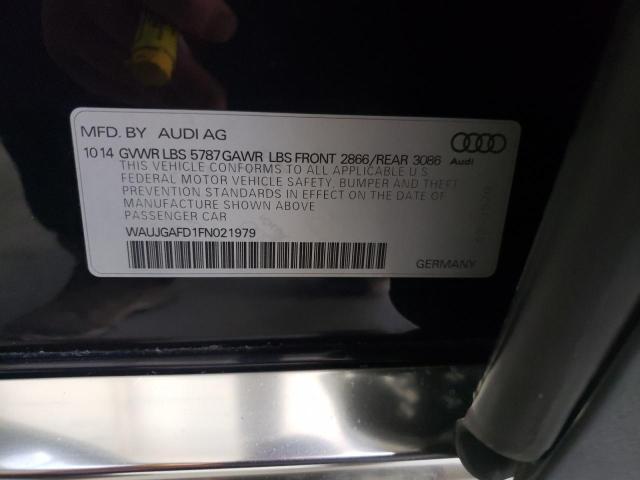 MFD. BY AUDI AG
10 14 GVWR LBS 5787 GAWR LBS FRONT 2866/REAR 3086
THIS VEHICLE CONFORMS TO ALL APPLICABLE U S
FEDERAL MOTOR VEHICLE SAFETY, BUMPER AND THEFT
PREVENTION STANDARDS IN EFFECT ON THE DATE OF
MANUFACTURE SHOWN ABOVE
PASSENGER CAR
WAUJGAFD1FN021979
Audi
GERMANY